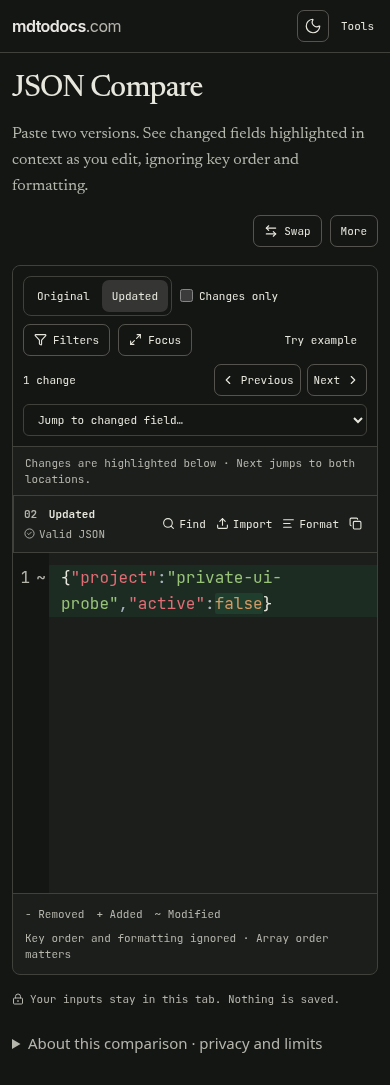 mdtodocs.com
Tools
JSON Compare
Paste two versions. See changed fields highlighted in
context as you edit, ignoring key order and
formatting.
Swap
More
Original
Updated
Changes only
Filters
Focus
Try example
1 change
Previous
Next
Jump to changed field…
Changes are highlighted below · Next jumps to both
locations.
02 Updated
Valid JSON
Find
Import
Format
1 ~ {"project":"private-ui-
probe","active":false}
- Removed + Added ~ Modified
Key order and formatting ignored · Array order
matters
Your inputs stay in this tab. Nothing is saved.
About this comparison · privacy and limits